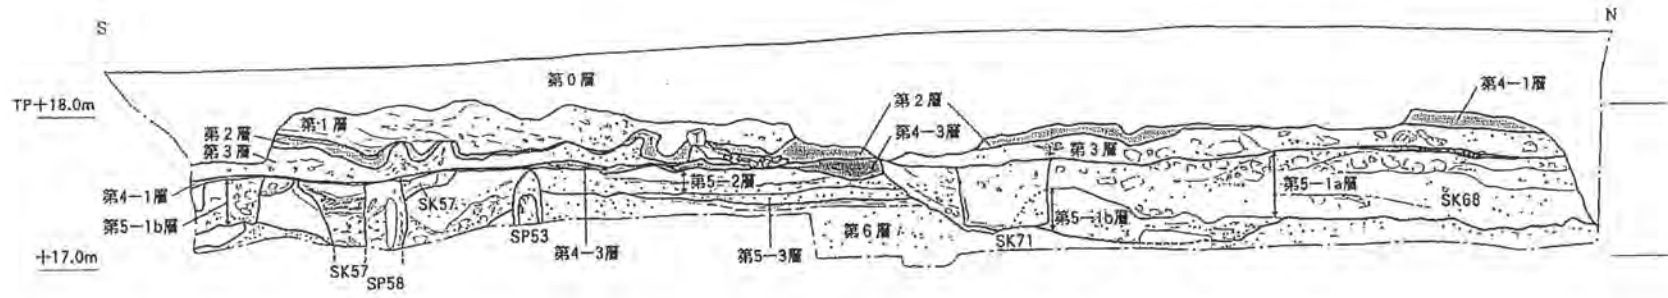 S
N
第0層
TP+18.0m
第4-1層
第2層
第1層
第2層
第4-3層
第3層
第3層
第4-1層
第5-1b層
SK57
第5-2層
第5-1a層
SK68
第5-1b層
SP53
第4-3層
第5-3層
第6層
SK71
+17.0m
SK57
SP58